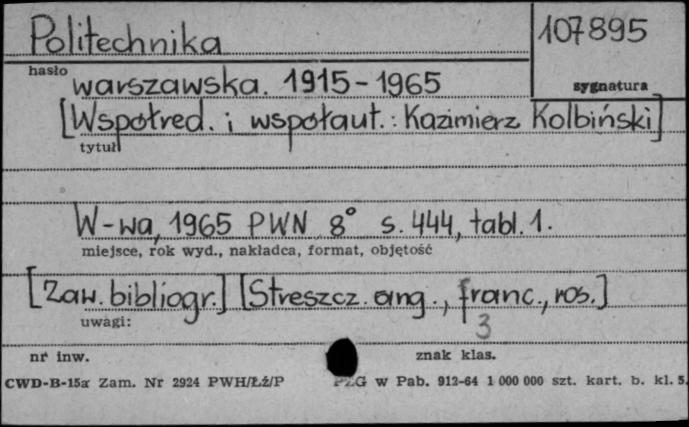 Politechnika
107895
hasło
warszawska. 1915-1965
sygnatura
[Współred. i współaut.: Kazimierz Kolbiński]
tytuł
W-wa, 1965 PWN 8° s. 444, tabl. 1.
miejsce, rok wyd., nakładca, format, objętość
[Zaw. bibliogr.] [Streszcz. ang., franc., ros.]
uwagi:
3
nr inw.
znak klas.
CWD-B-15a Zam. Nr 2924 PWH/Łź/P PZG w Pab. 912-64 1 000 000 szt. kart. b. kl. 5.